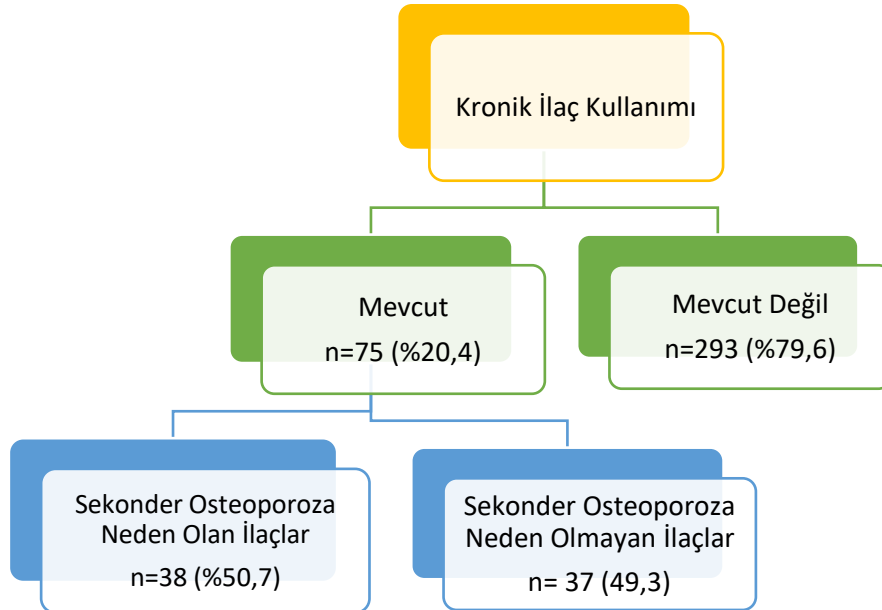 Kronik İlaç Kullanımı
Mevcut
n=75 (%20,4)
Mevcut Değil
n=293 (%79,6)
Sekonder Osteoporoza
Neden Olan İlaçlar
n=38 (%50,7)
Sekonder Osteoporoza
Neden Olmayan İlaçlar
n= 37 (49,3)